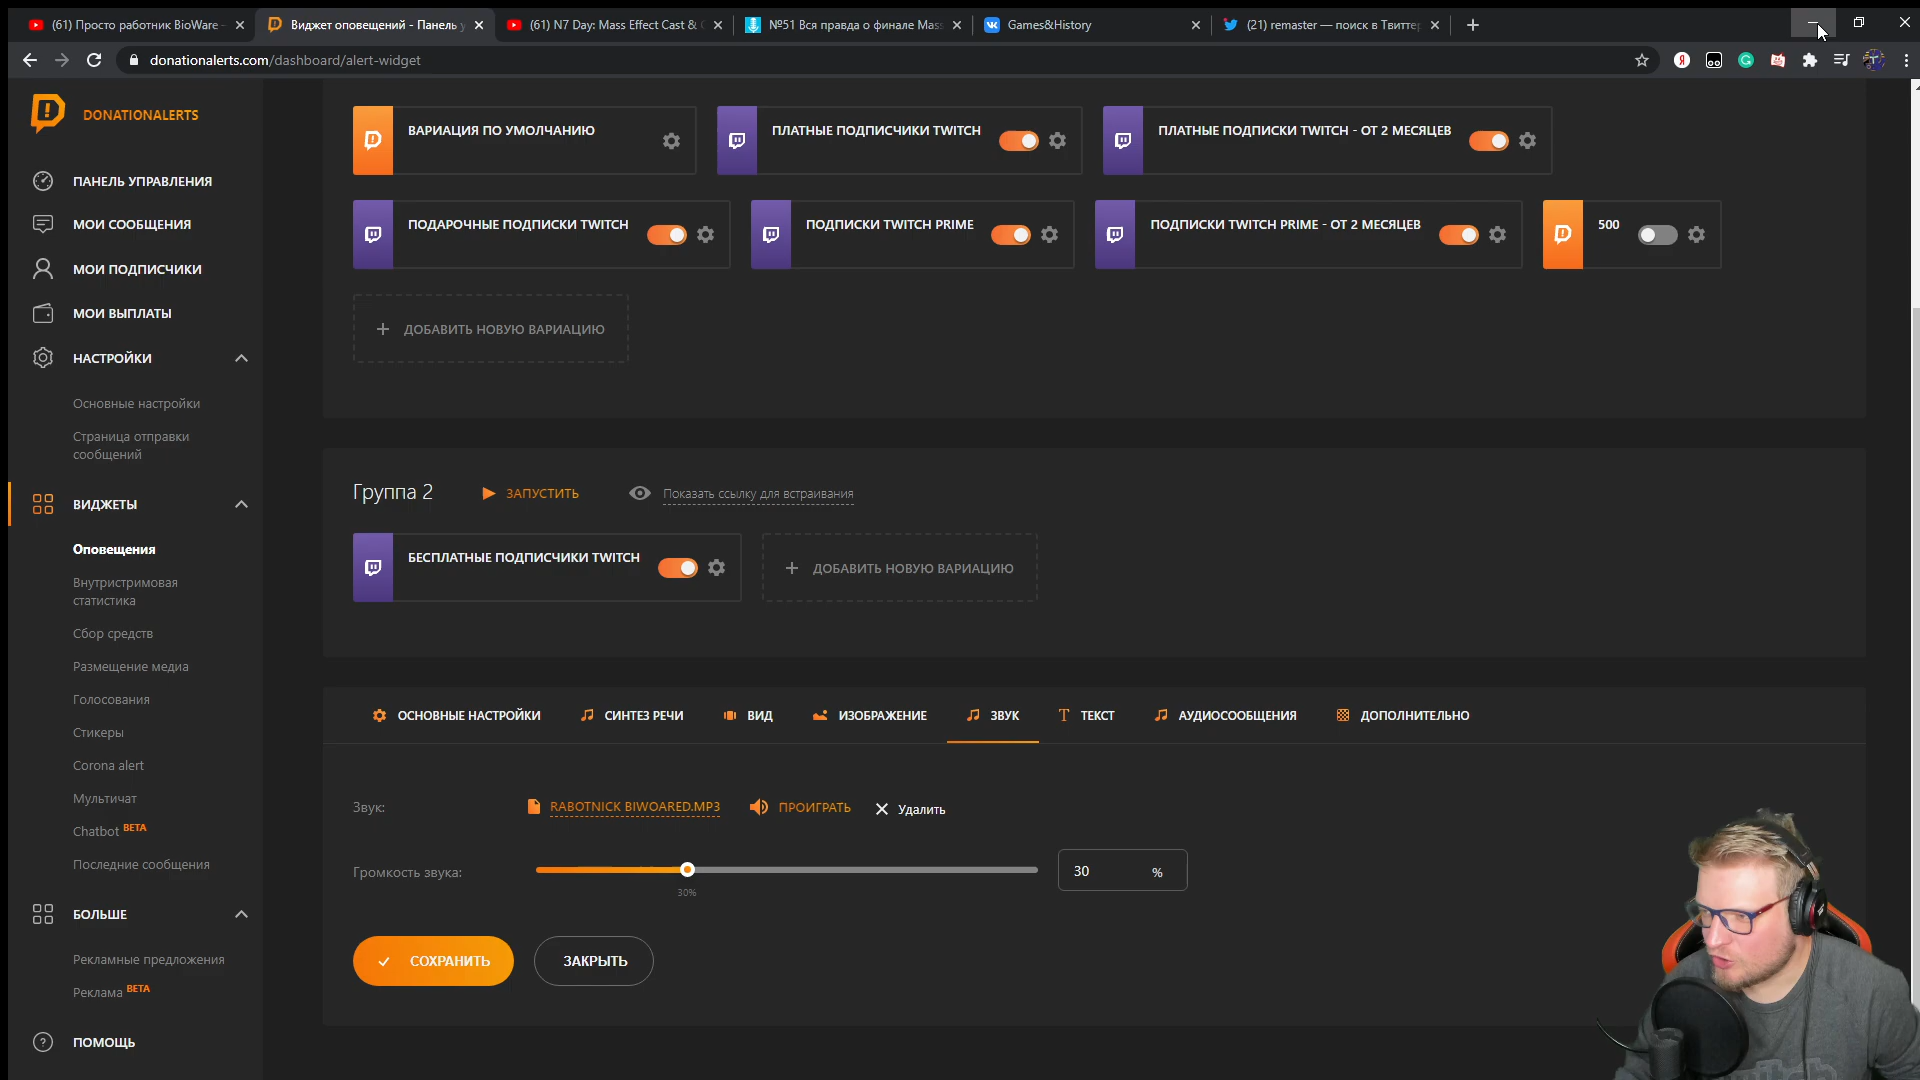 (61) Просто работник BioWare -
Виджет оповещений - Панель у
(61) N7 Day: Mass Effect Cast & C
№51 Вся правда о финале Mass
Games&History
(21) remaster — поиск в Твиттер
donationalerts.com/dashboard/alert-widget
DONATIONALERTS
ПАНЕЛЬ УПРАВЛЕНИЯ
МОИ СООБЩЕНИЯ
МОИ ПОДПИСЧИКИ
МОИ ВЫПЛАТЫ
НАСТРОЙКИ
Основные настройки
Страница отправки
сообщений
ВИДЖЕТЫ
Оповещения
Внутристримовая
статистика
Сбор средств
Размещение медиа
Голосования
Стикеры
Corona alert
Мультичат
Chatbot BETA
Последние сообщения
БОЛЬШЕ
Рекламные предложения
Реклама BETA
ПОМОЩЬ
ВАРИАЦИЯ ПО УМОЛЧАНИЮ
ПЛАТНЫЕ ПОДПИСЧИКИ TWITCH
ПЛАТНЫЕ ПОДПИСКИ TWITCH - ОТ 2 МЕСЯЦЕВ
ПОДАРОЧНЫЕ ПОДПИСКИ TWITCH
ПОДПИСКИ TWITCH PRIME
ПОДПИСКИ TWITCH PRIME - ОТ 2 МЕСЯЦЕВ
500
+ ДОБАВИТЬ НОВУЮ ВАРИАЦИЮ
Группа 2
ЗАПУСТИТЬ
Показать ссылку для встраивания
БЕСПЛАТНЫЕ ПОДПИСЧИКИ TWITCH
+ ДОБАВИТЬ НОВУЮ ВАРИАЦИЮ
ОСНОВНЫЕ НАСТРОЙКИ
СИНТЕЗ РЕЧИ
ВИД
ИЗОБРАЖЕНИЕ
ЗВУК
ТЕКСТ
АУДИОСООБЩЕНИЯ
ДОПОЛНИТЕЛЬНО
Звук:
RABOTNICK BIWOARED.MP3
ПРОИГРАТЬ
Удалить
Громкость звука:
30%
30 %
СОХРАНИТЬ
ЗАКРЫТЬ